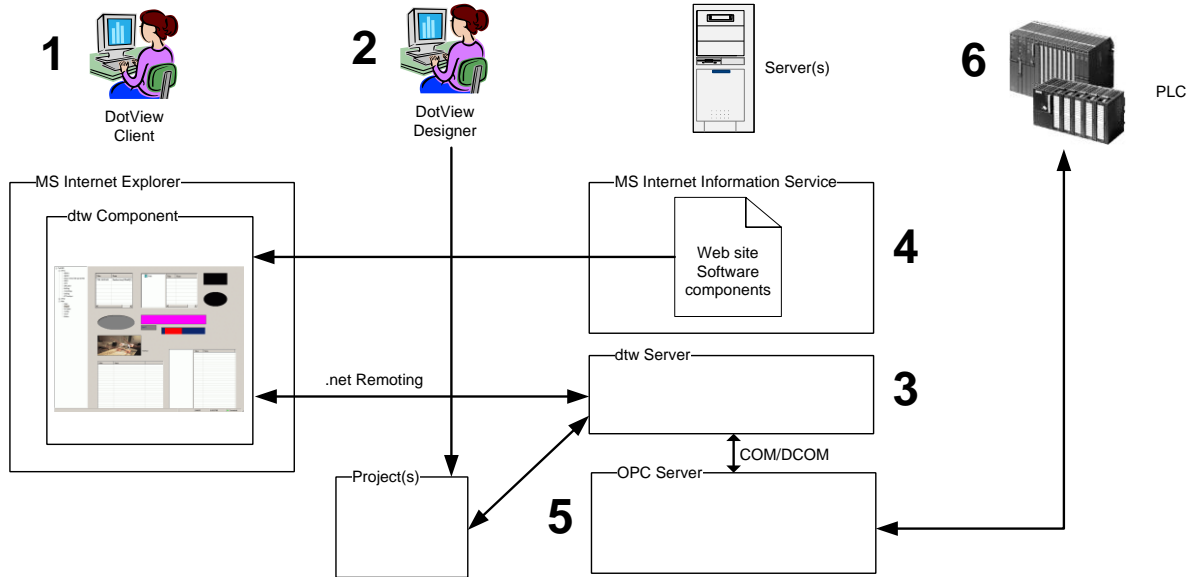 1
2
6
Server(s)
PLC
DotView
Client
DotView
Designer
MS Internet Explorer
MS Internet Information Service
dtw Component
4
Web site
Software
components
dtw Server
.net Remoting
3
COM/DCOM
Project(s)
OPC Server
5